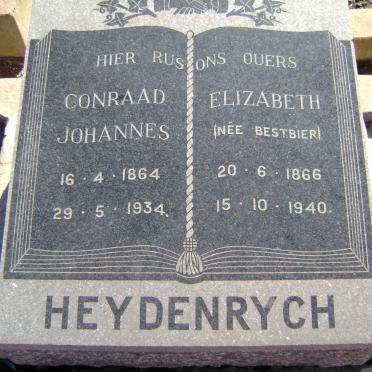 HIER RUS ONS OUERS
CONRAAD
JOHANNES
16 · 4 · 1864
29 · 5 · 1934.
ELIZABETH
(NÉE BESTBIER)
20 · 6 · 1866
15 · 10 · 1940.
HEYDENRYCH